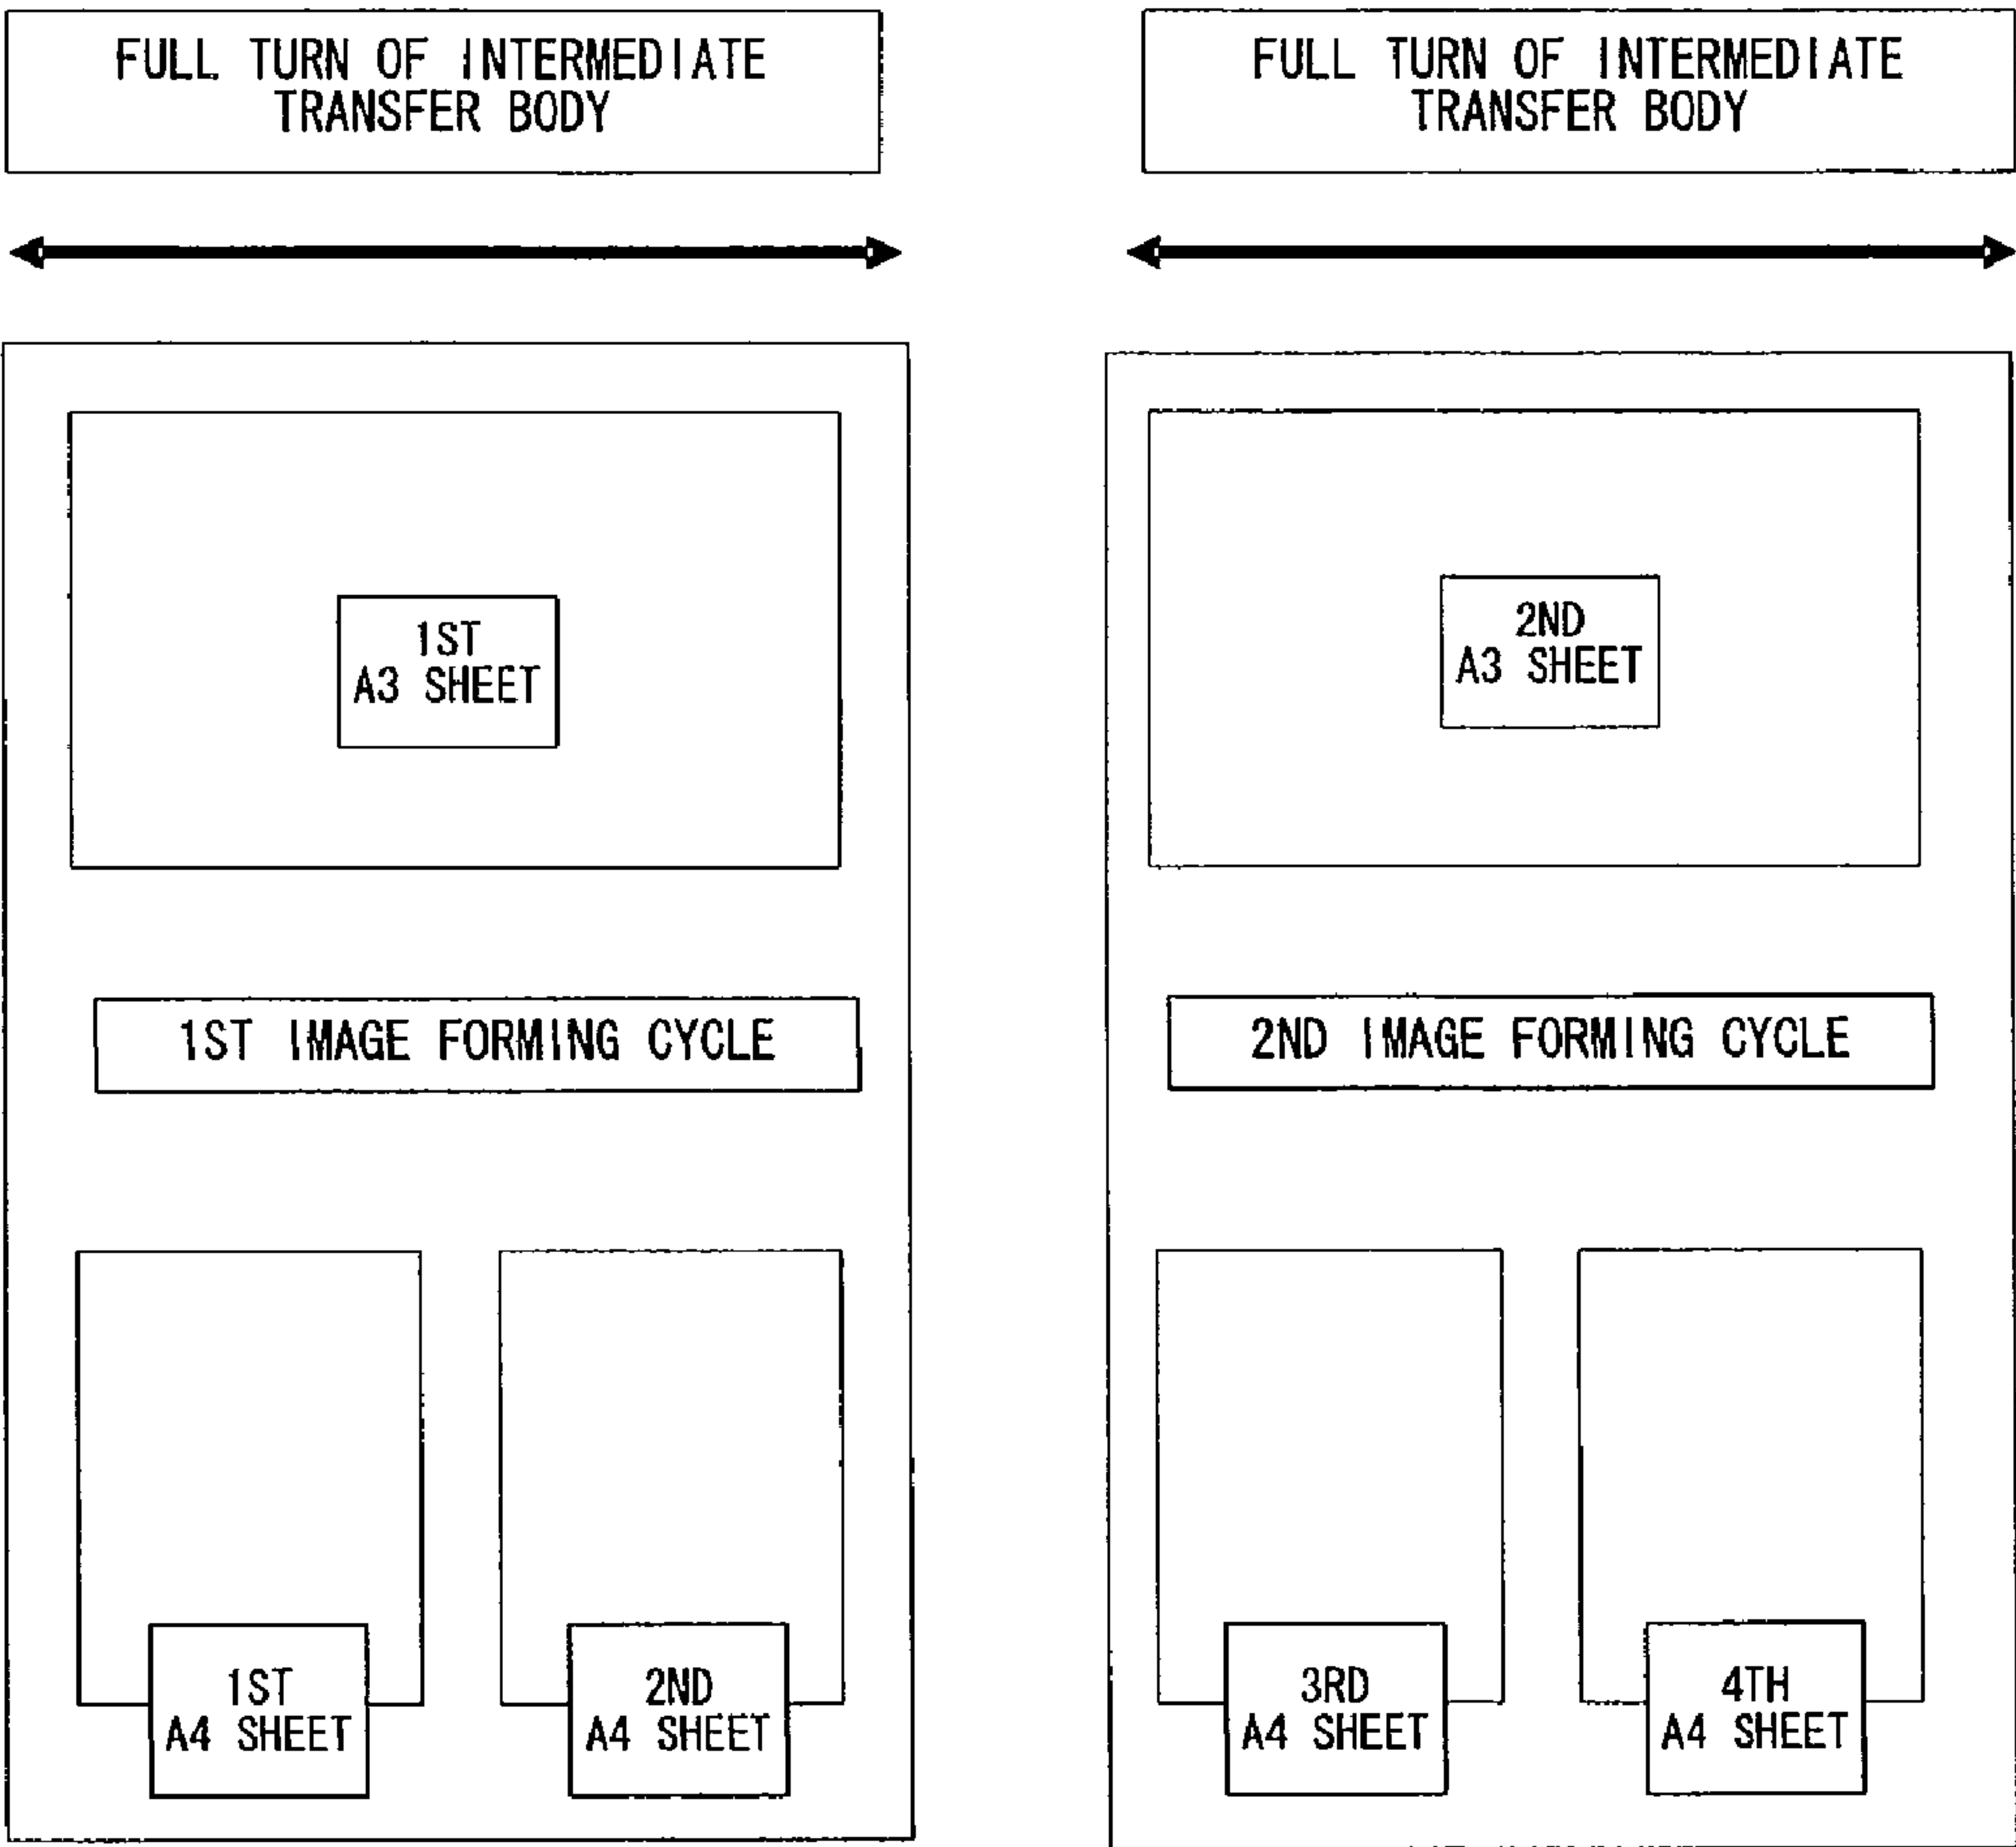 FULL TURN OF INTERMEDIATE
TRANSFER BODY
FULL TURN OF INTERMEDIATE
TRANSFER BODY
1ST
A3 SHEET
2ND
A3 SHEET
1ST IMAGE FORMING CYCLE
2ND IMAGE FORMING CYCLE
1ST
A4 SHEET
2ND
A4 SHEET
3RD
A4 SHEET
4TH
A4 SHEET